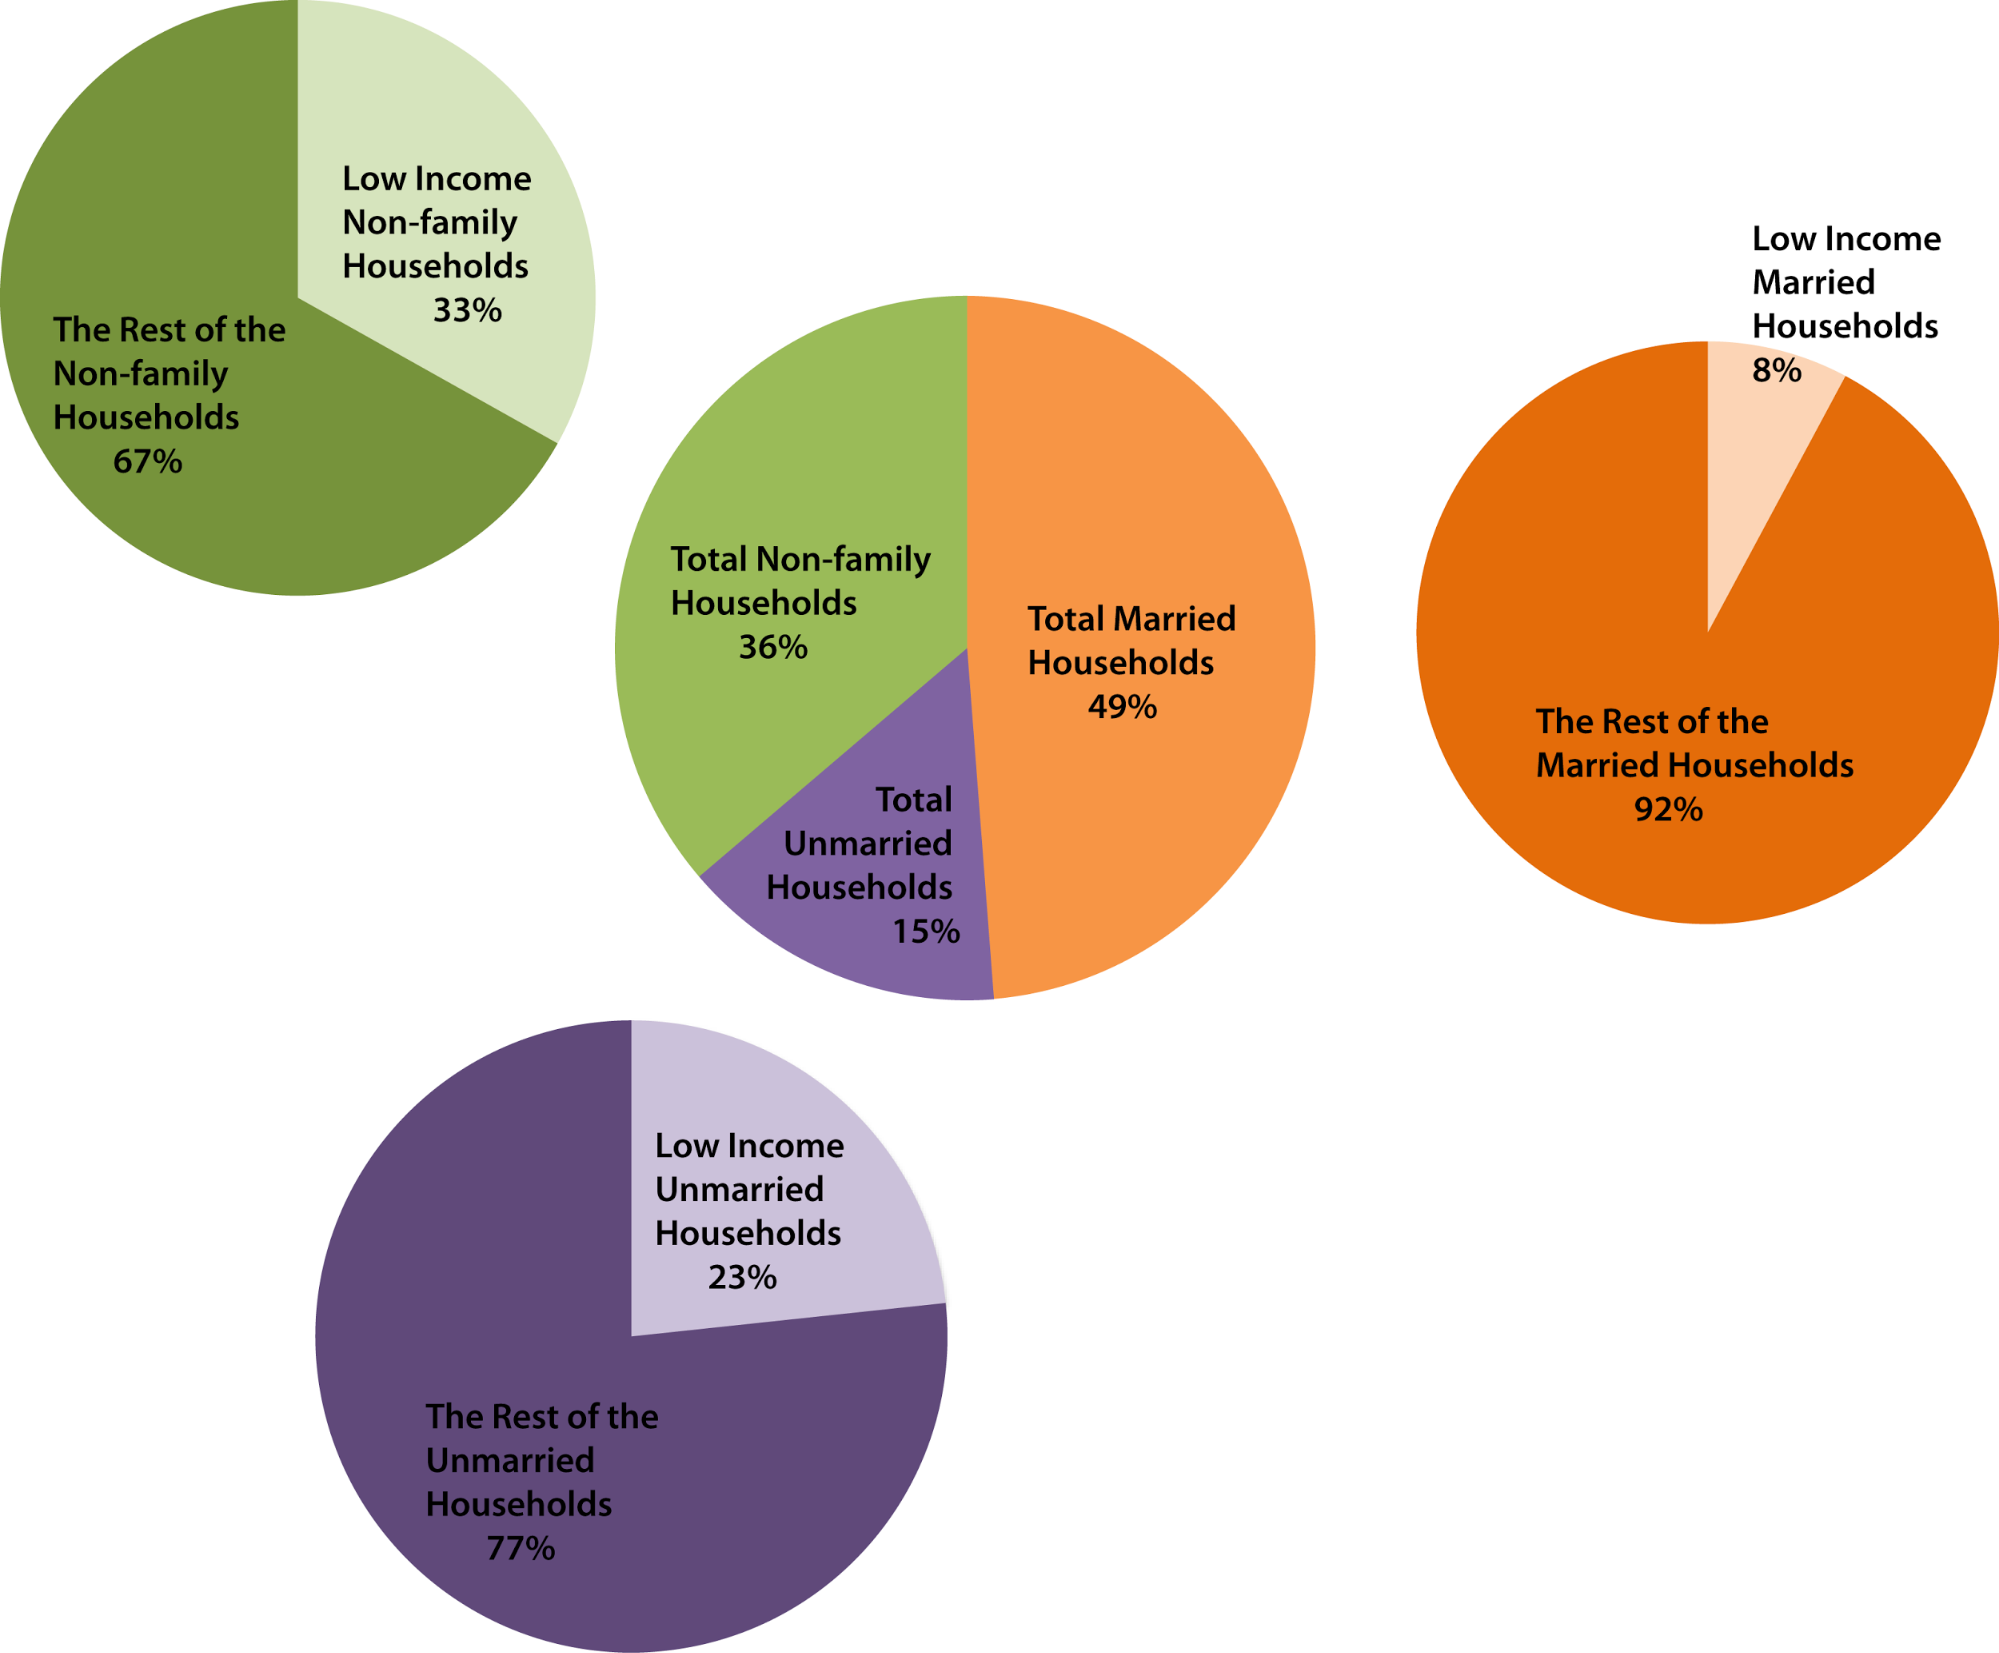 Low Income
Non-family
Households
33%
The Rest of the
Non-family
Households
67%
Low Income
Married
Households
8%
Total Non-family
Households
36%
Total Married
Households
49%
The Rest of the
Married Households
92%
Total
Unmarried
Households
15%
Low Income
Unmarried
Households
23%
The Rest of the
Unmarried
Households
77%